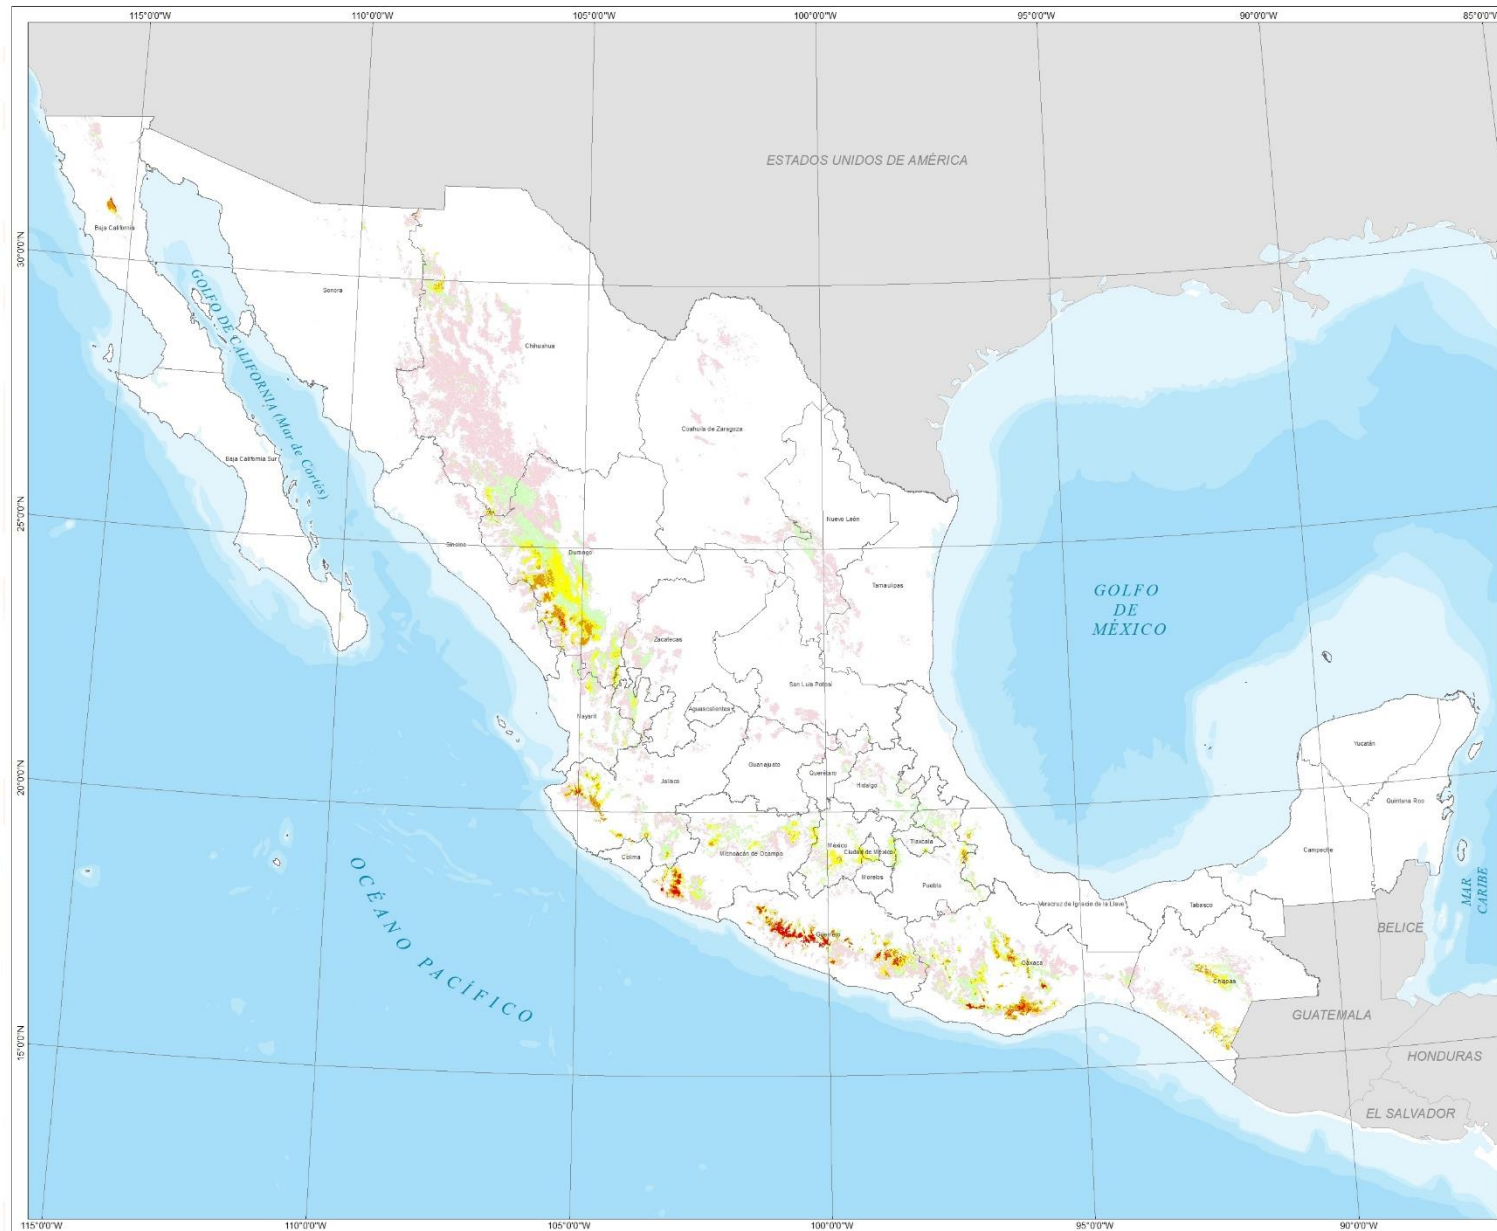 115°0'0"W
110°0'0"W
105°0'0"W
100°0'0"W
95°0'0"W
90°0'0"W
85°0'0"W
ESTADOS UNIDOS DE AMÉRICA
30°0'0"N
Baja California
Sonora
Chihuahua
GOLFO DE CALIFORNIA (Mar de Cortés)
Coahuila de Zaragoza
Baja California Sur
25°0'0"N
Nuevo León
Sinaloa
Durango
Tamaulipas
GOLFO
DE
MÉXICO
Zacatecas
San Luis Potosí
Aguascalientes
Nayarit
Yucatán
20°0'0"N
Jalisco
Guanajuato
Querétaro
Hidalgo
Quintana Roo
Colima
Michoacán de Ocampo
México
Ciudad de México
Tlaxcala
Campeche
Morelos
Puebla
Veracruz de Ignacio de la Llave
Tabasco
MAR
CARIBE
OCÉANO PACÍFICO
Guerrero
BELICE
Oaxaca
Chiapas
GUATEMALA
15°0'0"N
HONDURAS
EL SALVADOR
115°0'0"W
110°0'0"W
105°0'0"W
100°0'0"W
95°0'0"W
90°0'0"W